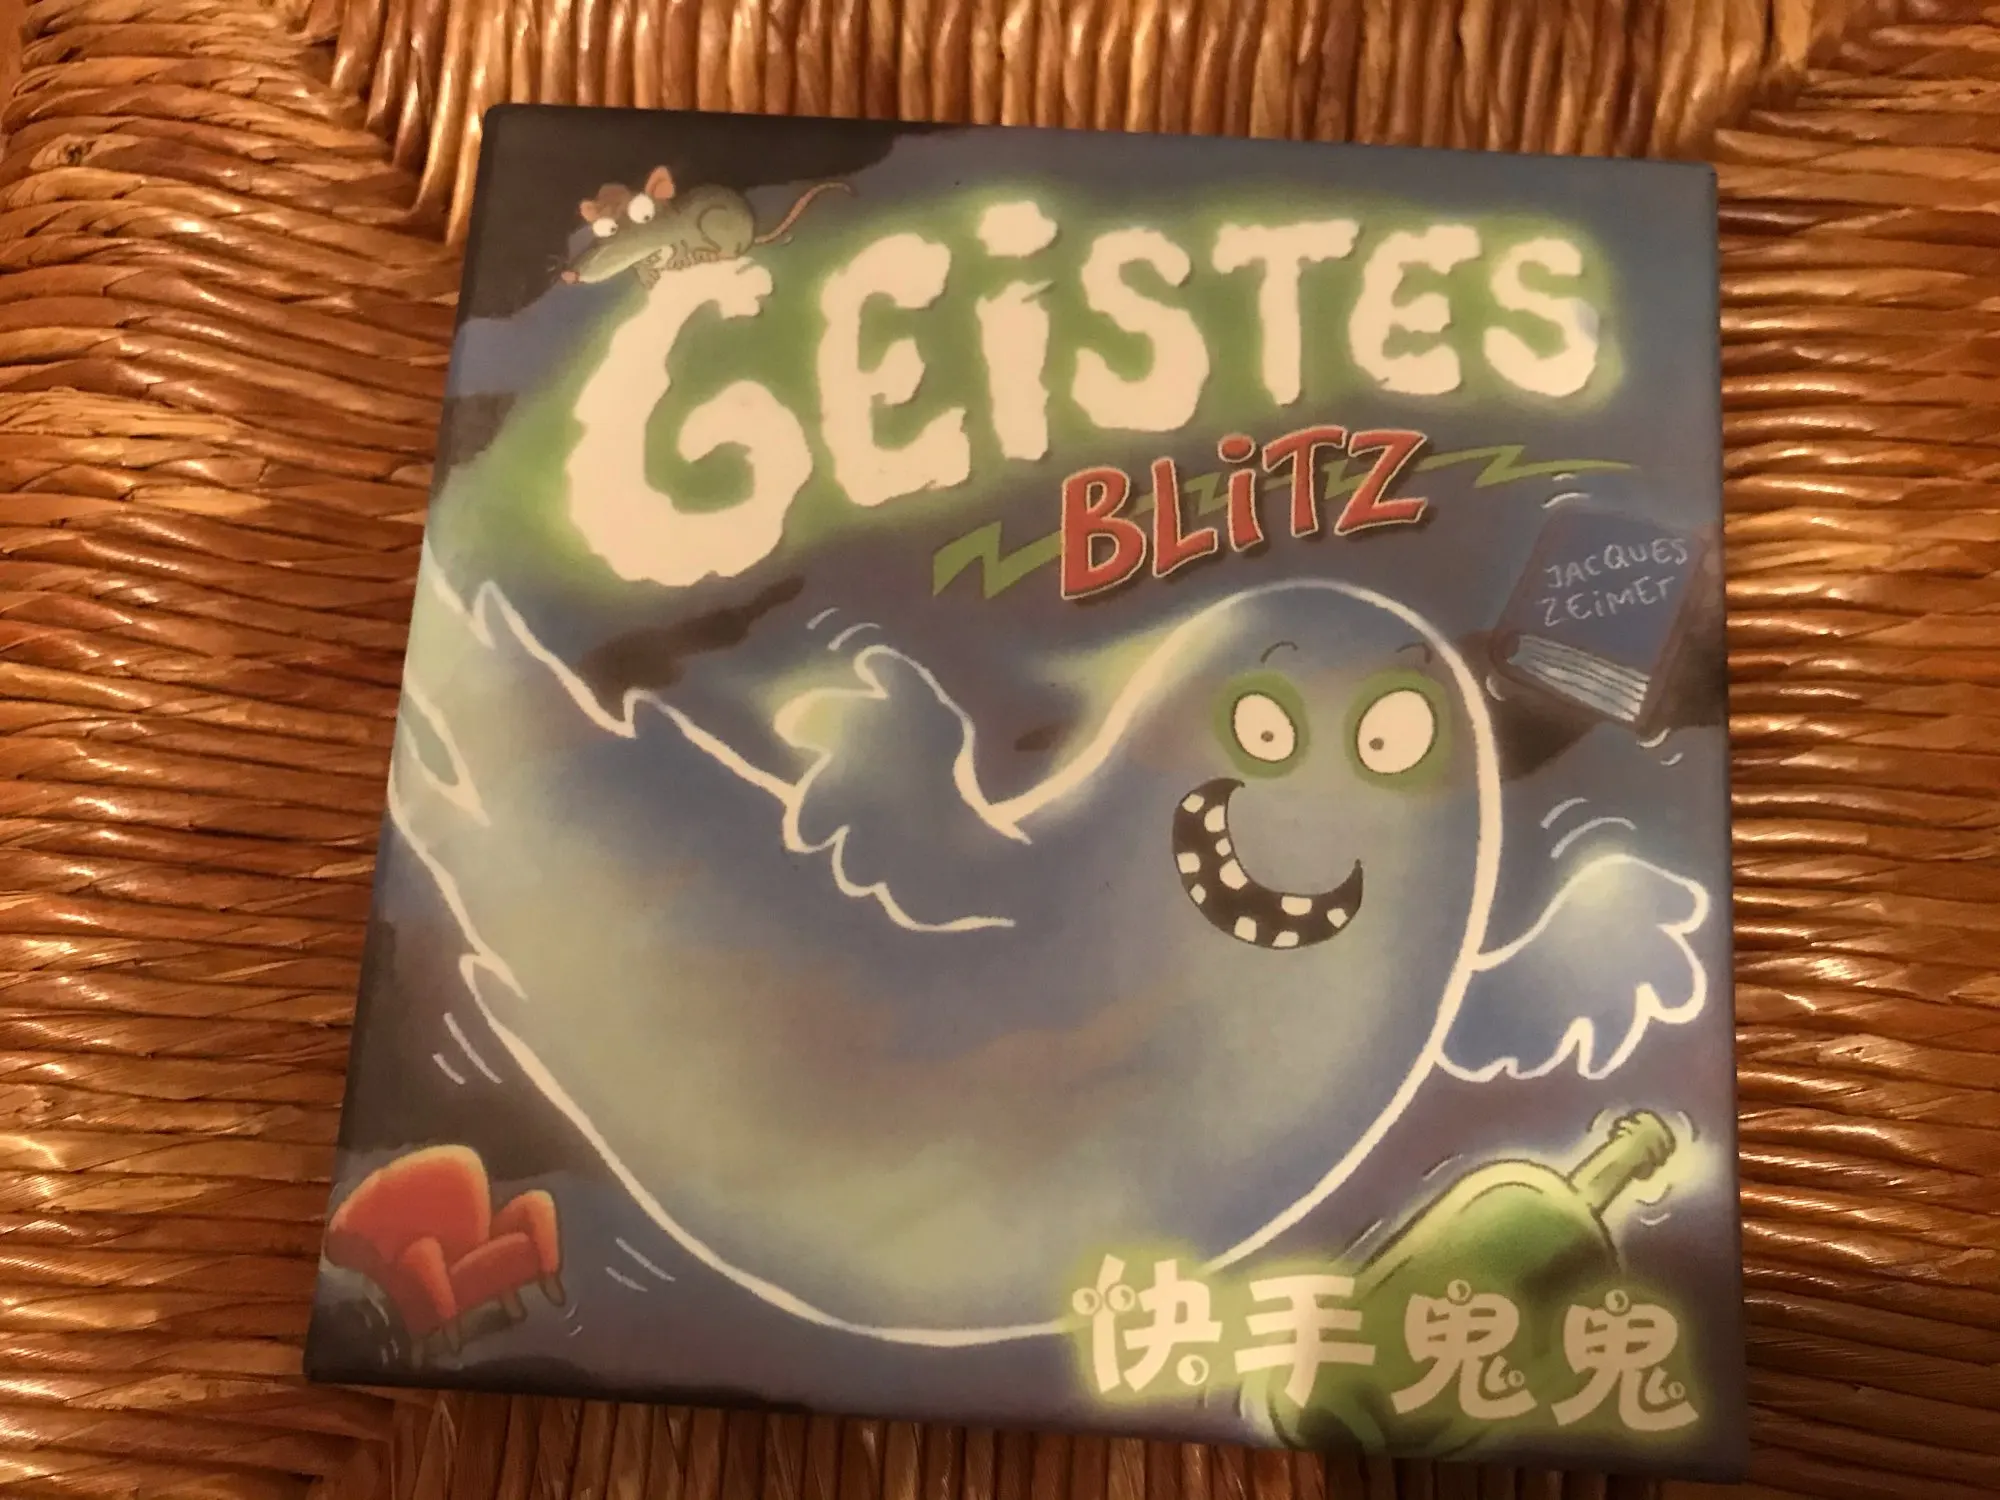 GEiSTES
BLiTZ
JACQUES
ZEiMET
快手鬼鬼